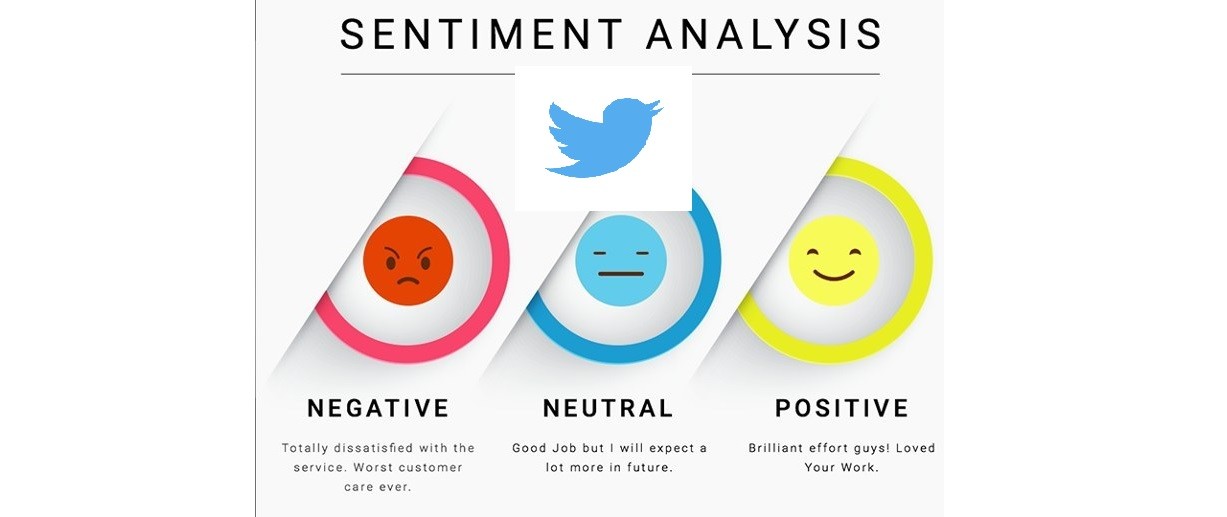 SENTIMENT ANALYSIS
NEGATIVE
Totally dissatisfied with the
service. Worst customer
care ever.
NEUTRAL
Good Job but I will expect a
lot more in future.
POSITIVE
Brilliant effort guys! Loved
Your Work.